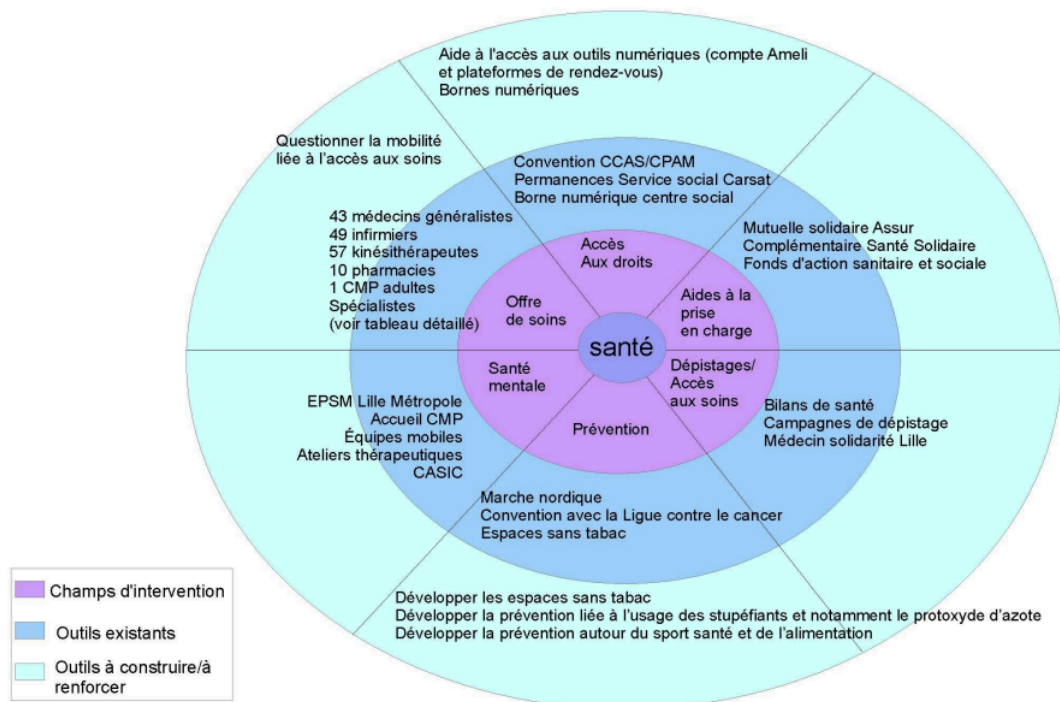 Aide à l'accès aux outils numériques (compte Ameli
et plateformes de rendez-vous)
Bornes numériques
Questionner la mobilité
liée à l'accès aux soins
Convention CCAS/CPAM
Permanences Service social Carsat
Borne numérique centre social
43 médecins généralistes
49 infirmiers
57 kinésithérapeutes
10 pharmacies
1 CMP adultes
Spécialistes
(voir tableau détaillé)
Mutuelle solidaire Assur
Complémentaire Santé Solidaire
Fonds d'action sanitaire et sociale
Accès
Aux droits
Offre
de soins
Aides à la
prise
en charge
santé
Santé
mentale
Dépistages/
Accès
aux soins
Prévention
EPSM Lille Métropole
Accueil CMP
Équipes mobiles
Ateliers thérapeutiques
CASIC
Bilans de santé
Campagnes de dépistage
Médecin solidarité Lille
Marche nordique
Convention avec la Ligue contre le cancer
Espaces sans tabac
Développer les espaces sans tabac
Développer la prévention liée à l'usage des stupéfiants et notamment le protoxyde d'azote
Développer la prévention autour du sport santé et de l'alimentation
Champs d'intervention
Outils existants
Outils à construire/à
renforcer